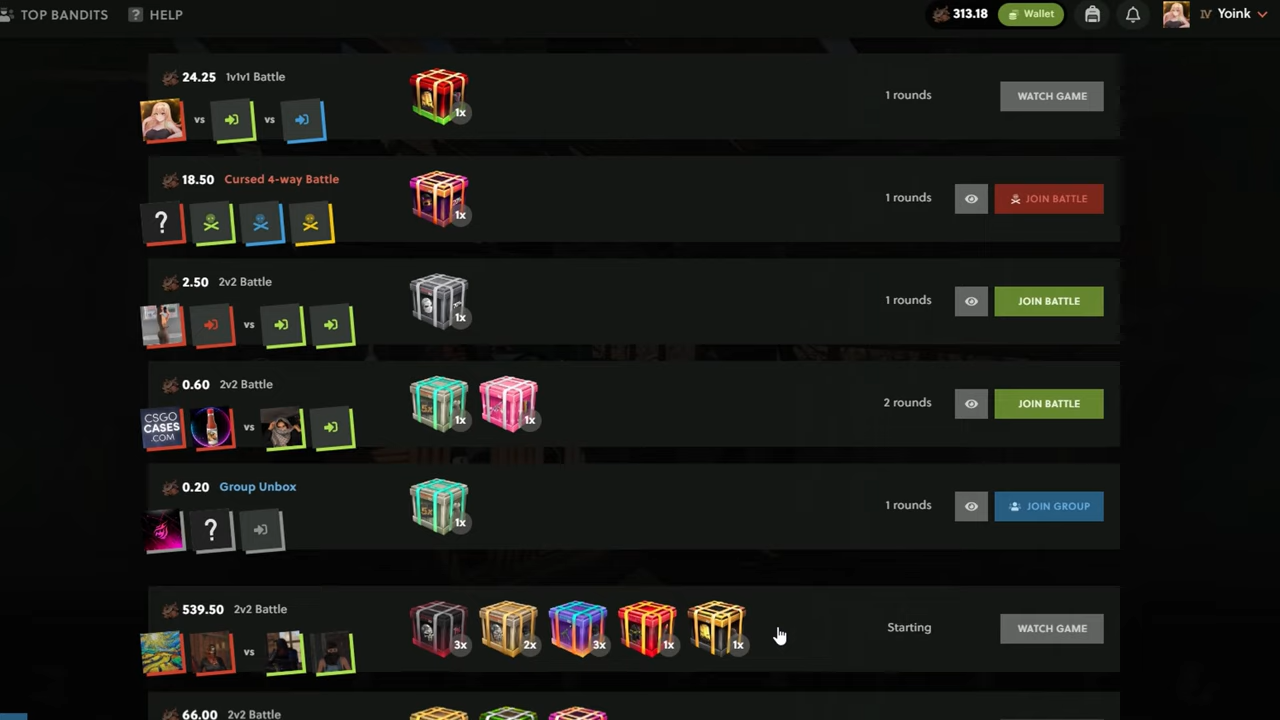 TOP BANDITS ? HELP 313.18 Wallet IV Yoink
24.25 1v1v1 Battle
vs vs 1x 1 rounds WATCH GAME
18.50 Cursed 4-way Battle
? 1x 1 rounds JOIN BATTLE
2.50 2v2 Battle
vs 1x 1 rounds JOIN BATTLE
0.60 2v2 Battle
CSGO
CASES
.COM
vs 5x 1x 1x 2 rounds JOIN BATTLE
0.20 Group Unbox
? 5x 1x 1 rounds JOIN GROUP
539.50 2v2 Battle
vs 3x 2x 3x 1x 1x Starting WATCH GAME
66.00 2v2 Battle